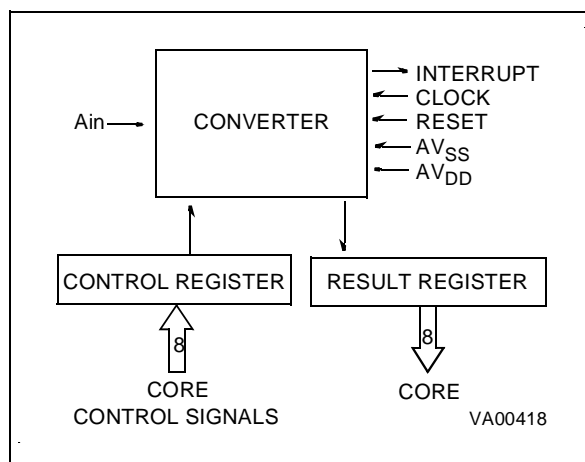 INTERRUPT
CLOCK
Ain
CONVERTER
RESET
AVSS
AVDD
CONTROL REGISTER
RESULT REGISTER
8
8
CORE
CONTROL SIGNALS
CORE
VA00418